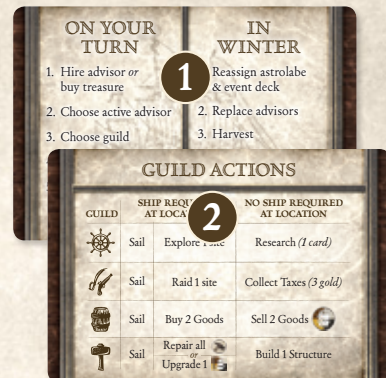 ON YOUR
TURN
1. Hire advisor or
buy treasure
2. Choose active advisor
3. Choose guild
IN
WINTER
Reassign astrolabe
& event deck
2. Replace advisors
3. Harvest
1
2
GUILD ACTIONS
GUILD
SHIP
AT
NO SHIP REQUIRED
AT LOCATION
Sail Explore Research (1 card)
Sail Raid 1 site Collect Taxes (3 gold)
Sail Buy 2 Goods Sell 2 Goods
Sail Repair all
or
Upgrade 1
Build 1 Structure